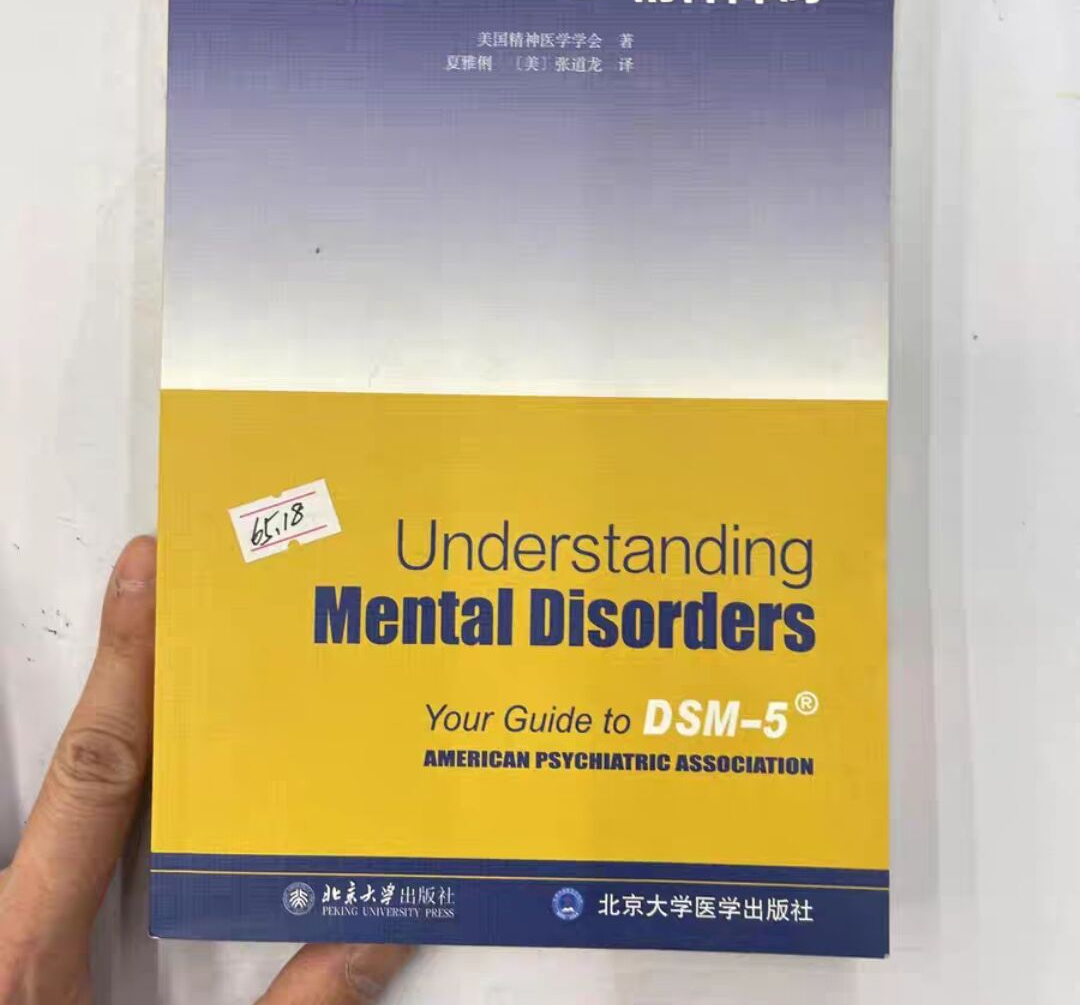 美国精神医学学会 著
夏雅俐 〔美〕张道龙 译
65.18
Understanding
Mental Disorders
Your Guide to DSM-5®
AMERICAN PSYCHIATRIC ASSOCIATION
北京大学出版社
PEKING UNIVERSITY PRESS
北京大学医学出版社